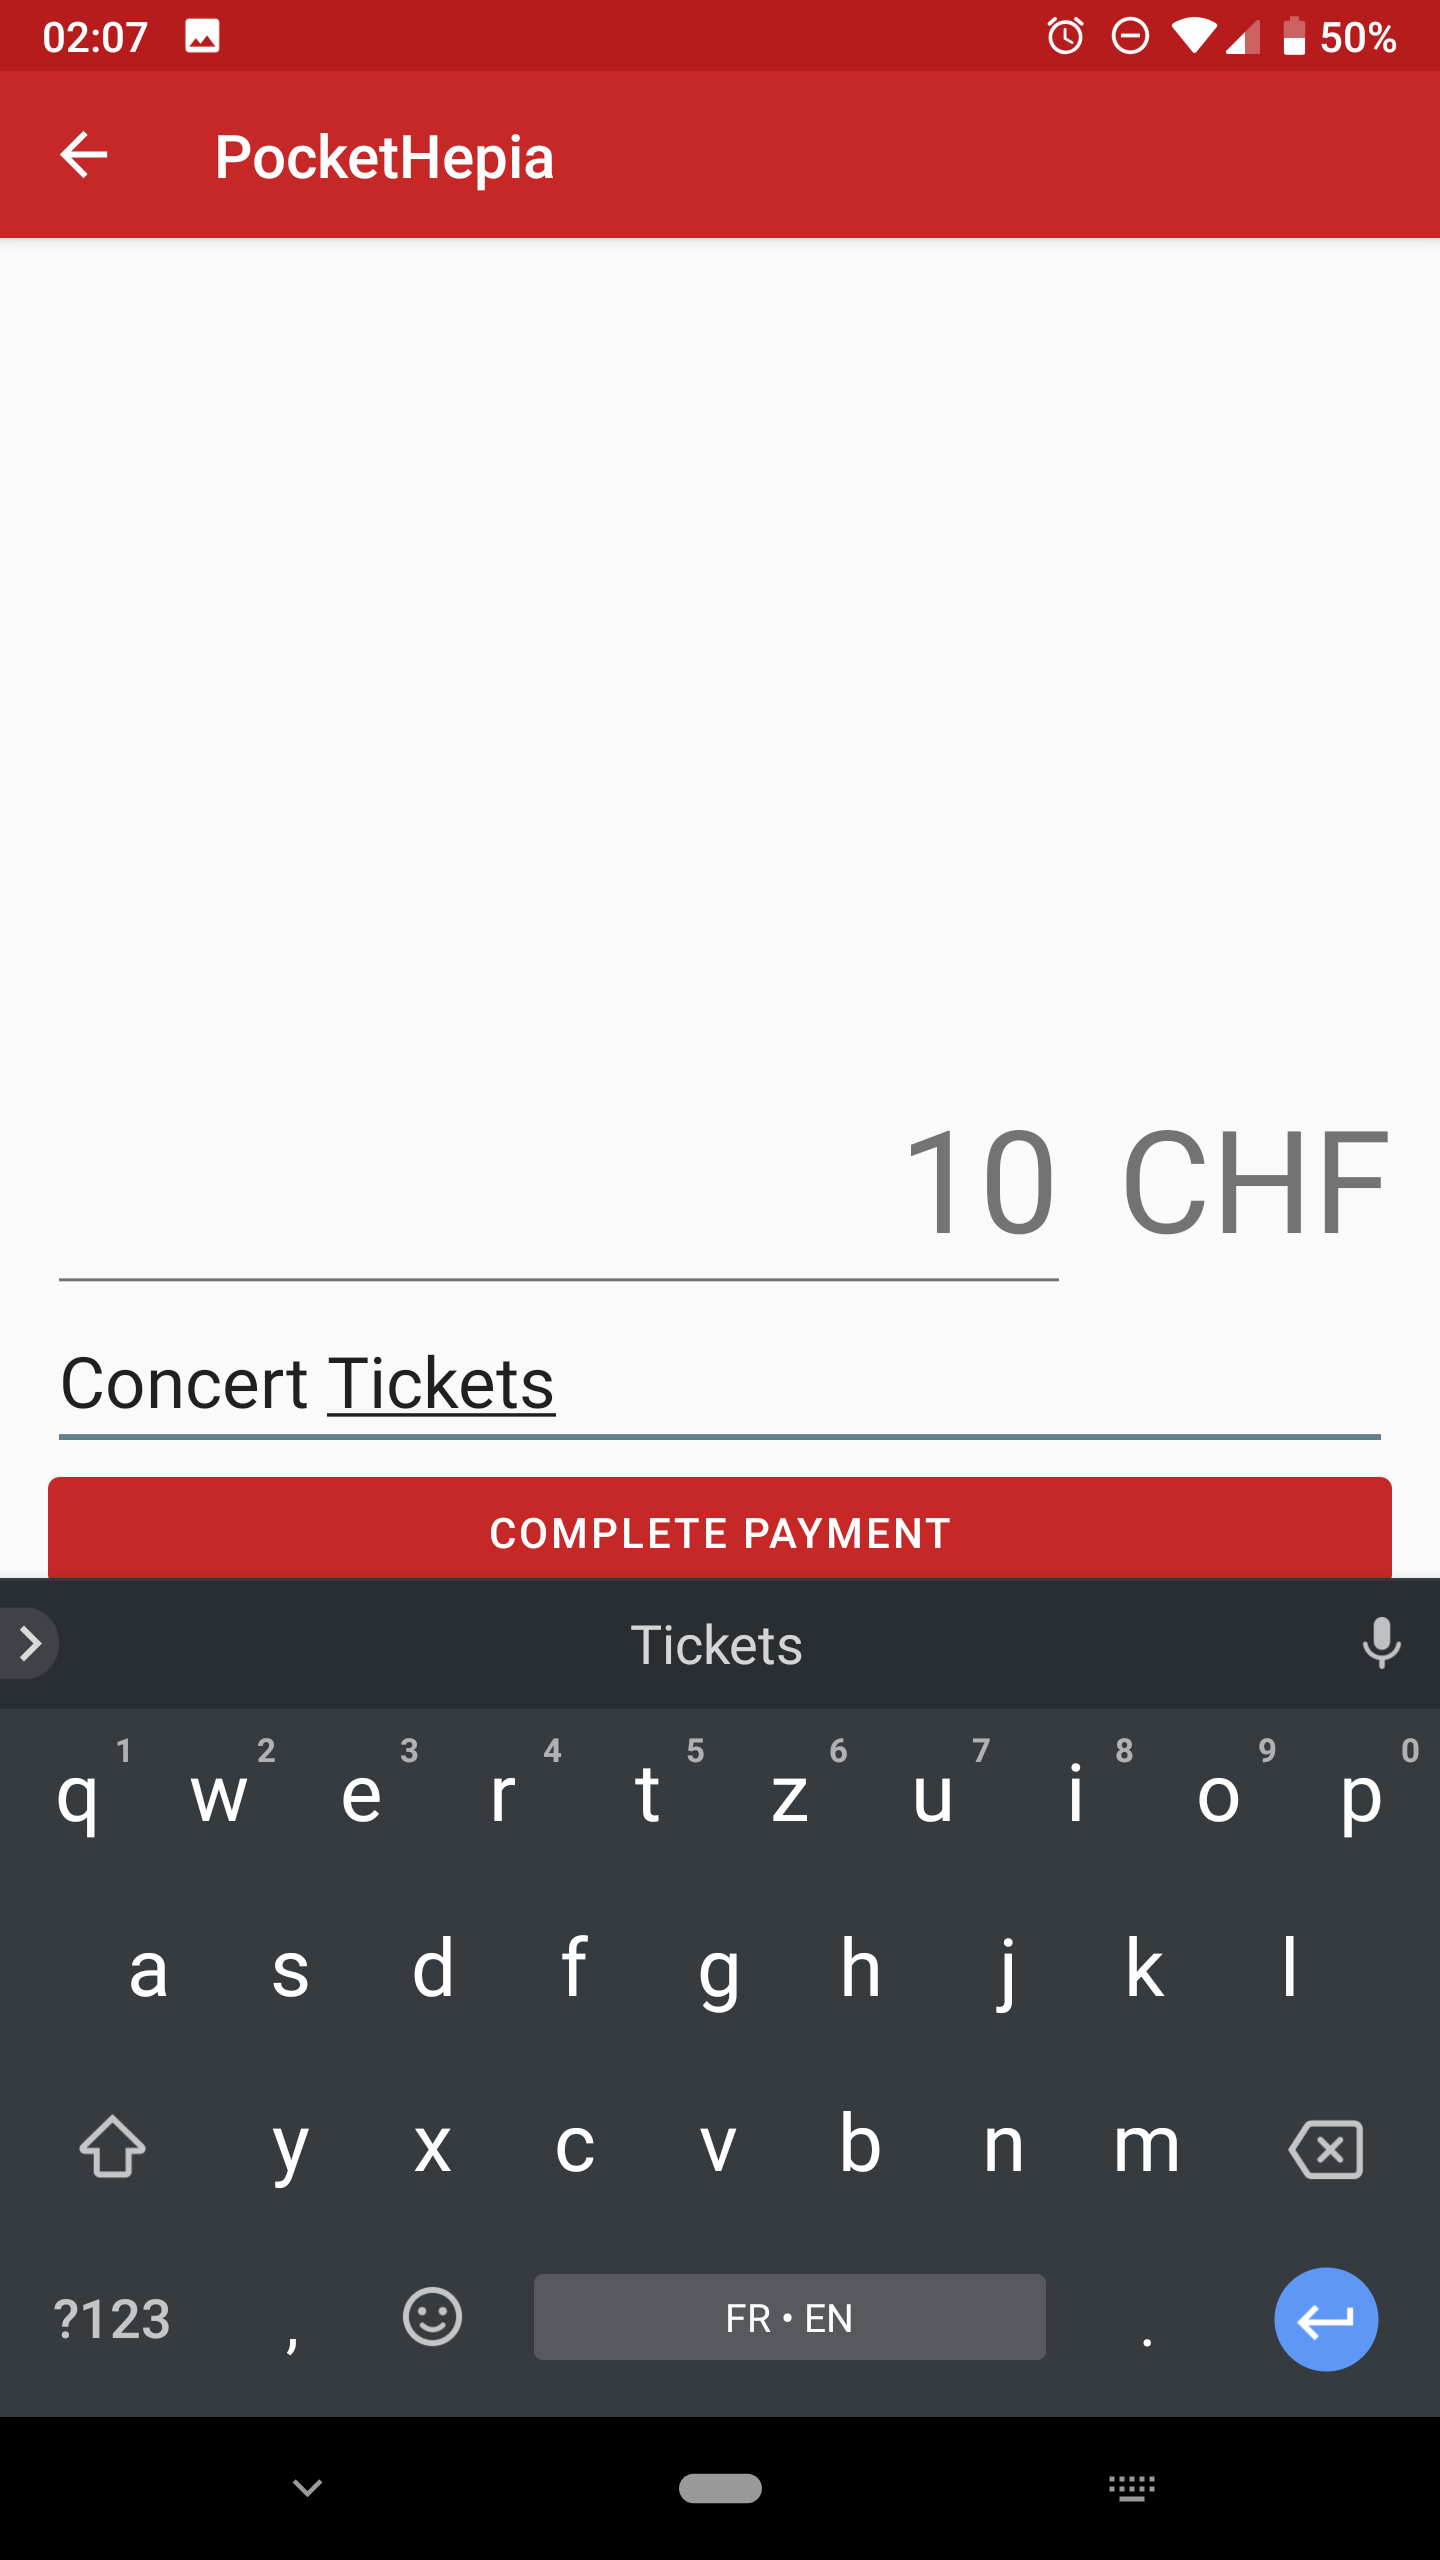 02:07 50%
PocketHepia
10 CHF
Concert Tickets
COMPLETE PAYMENT
Tickets
1 2 3 4 5 6 7 8 9 0
q w e r t z u i o p
a s d f g h j k l
y x c v b n m
?123 , FR • EN .